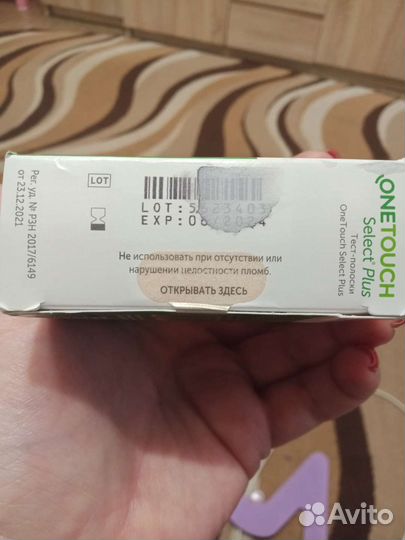 Рег. уд. № РЗН 2017/6149
от 23.12.2021
LOT
LOT:
EXP:
Не использовать при отсутствии или
нарушении целостности пломб.
ОТКРЫВАТЬ ЗДЕСЬ
ONETOUCH
Select® Plus
Тест-полоски
OneTouch Select Plus
Avito